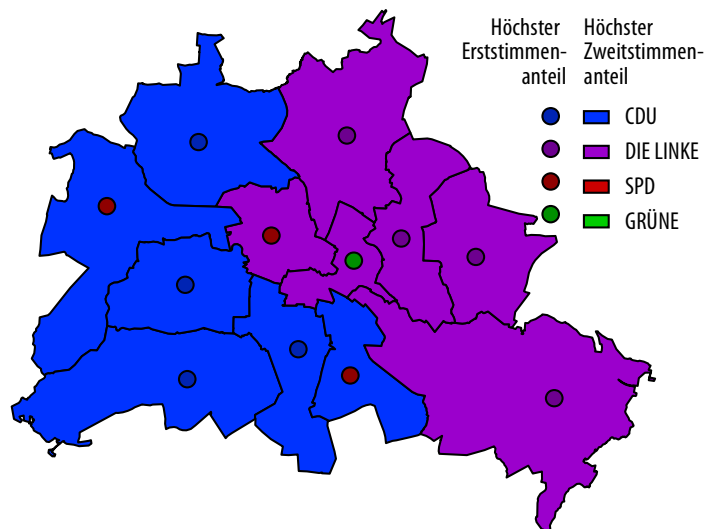 Höchster
Erststimmen-
anteil
Höchster
Zweitstimmen-
anteil
CDU
DIE LINKE
SPD
GRÜNE